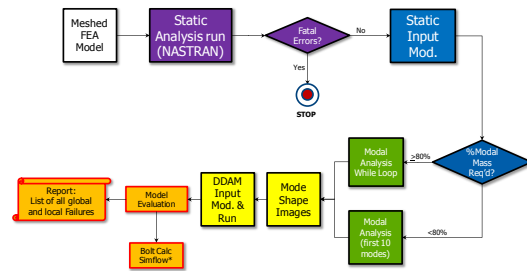 Meshed
FEA
Model
Static
Analysis run
(NASTRAN)
Fatal
Errors?
No
Static
Input
Mod.
Yes
STOP
%Modal
Mass
Req'd?
≥80%
<80%
Modal
Analysis
While Loop
Modal
Analysis
(first 10
modes)
Mode
Shape
Images
DDAM
Input
Mod. &
Run
Model
Evaluation
Report:
List of all global
and local Failures
Bolt Calc
Simflow*